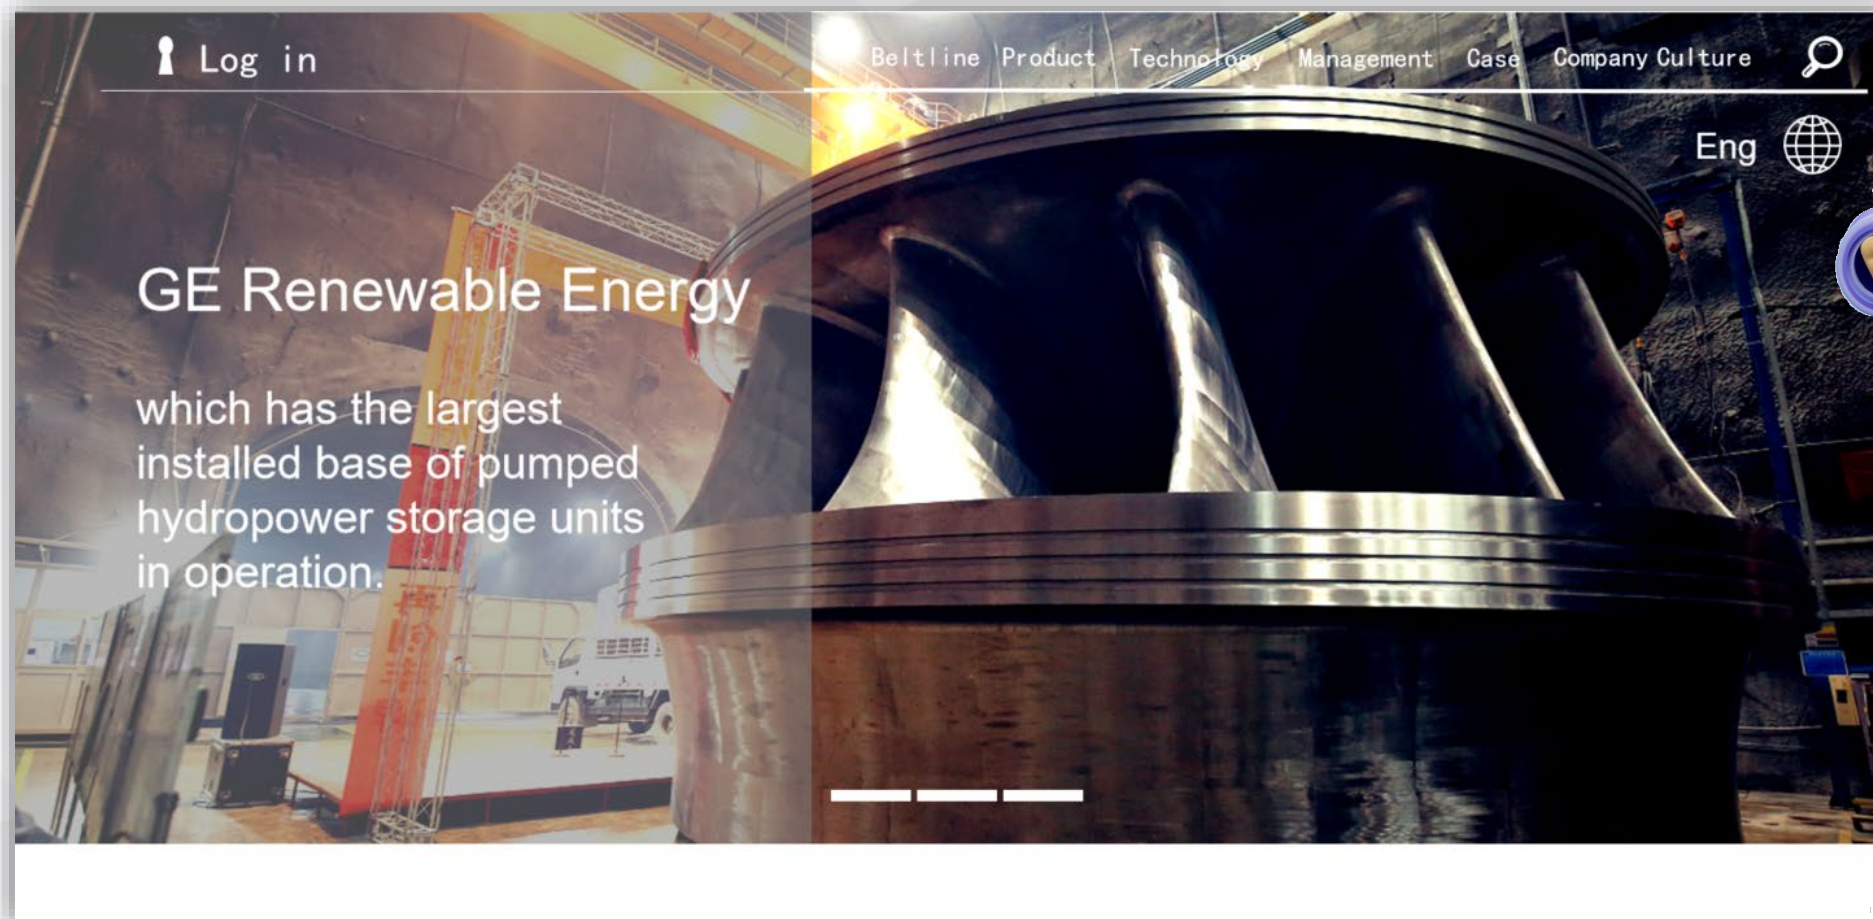 Log in
Beltline Product Technology Management Case Company Culture
Eng
GE Renewable Energy
which has the largest
installed base of pumped
hydropower storage units
in operation.